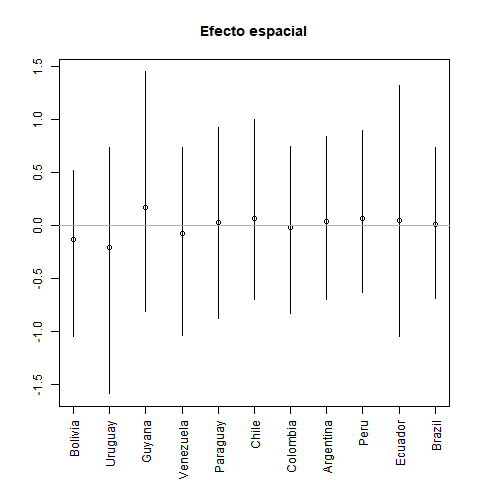 Efecto espacial
1.5
1.0
0.5
0.0
-0.5
-1.0
-1.5
Bolivia
Uruguay
Guyana
Venezuela
Paraguay
Chile
Colombia
Argentina
Peru
Ecuador
Brazil